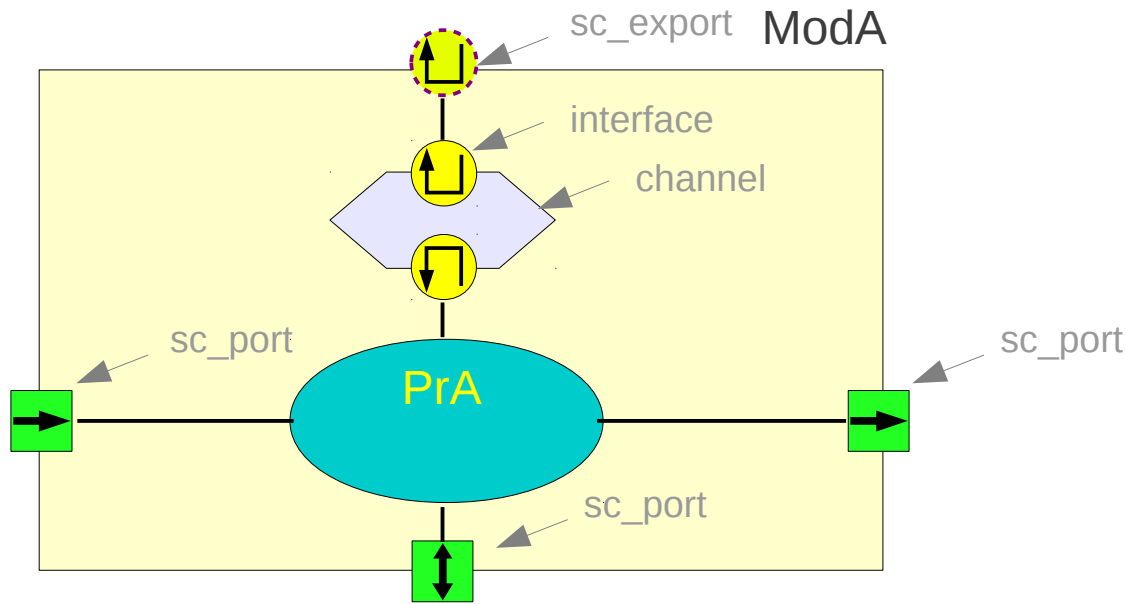 sc_export
ModA
interface
channel
sc_port
sc_port
PrA
sc_port